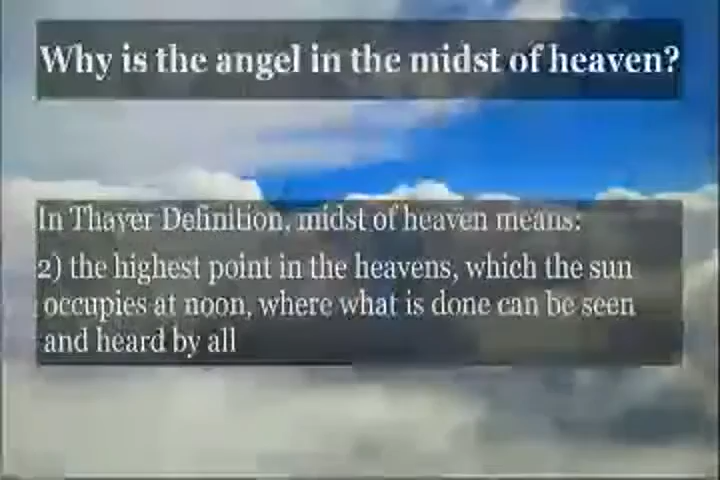 Why is the angel in the midst of heaven?
In Thayer Definition, midst of heaven means:
2) the highest point in the heavens, which the sun
occupies at noon, where what is done can be seen
and heard by all